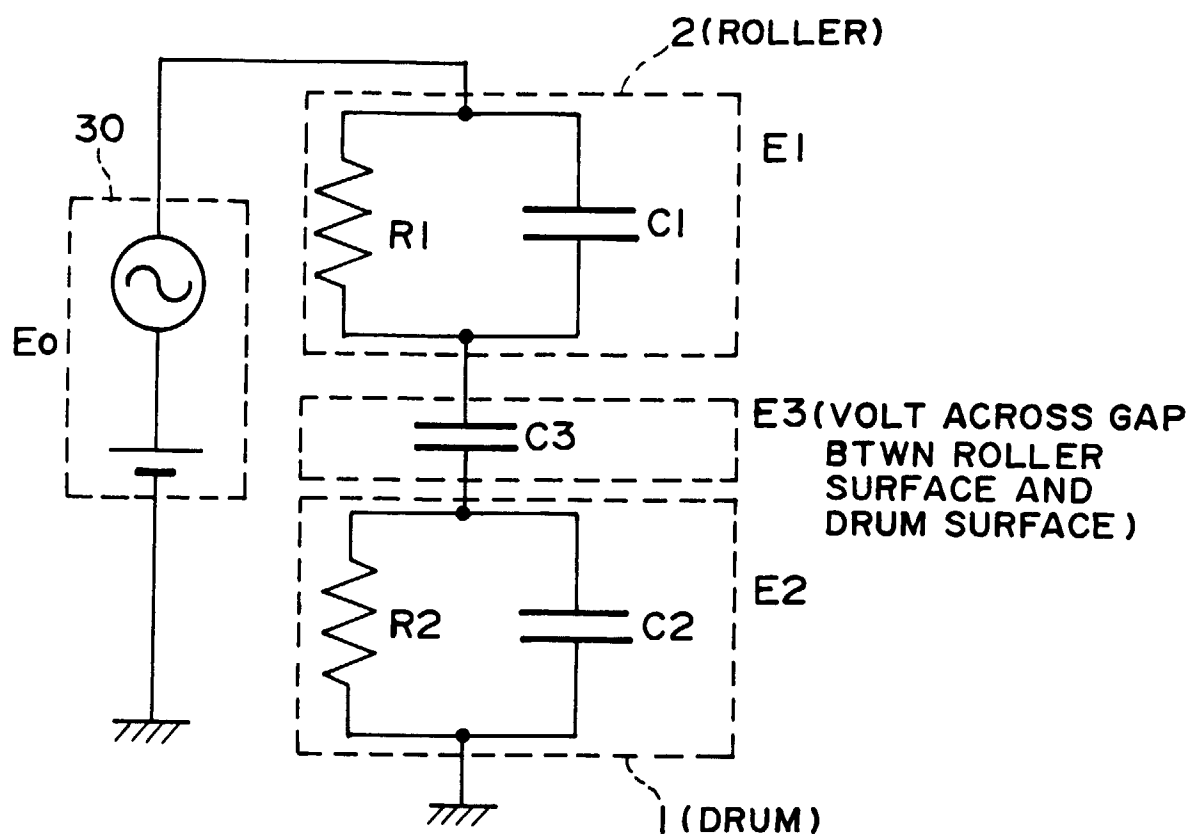 2(ROLLER)
30
E1
R1
C1
Eo
E3(VOLT ACROSS GAP
BTWN ROLLER
SURFACE AND
DRUM SURFACE)
C3
E2
R2
C2
1(DRUM)